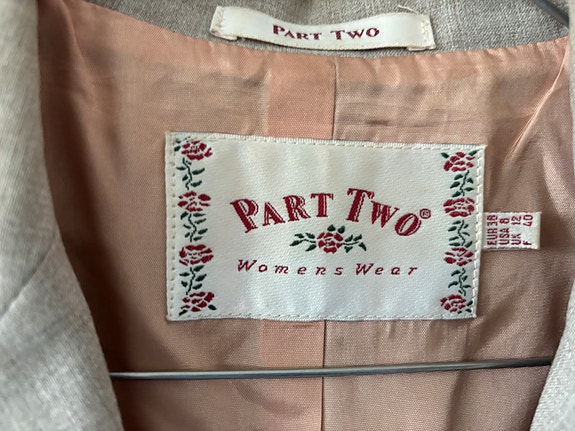 PART TWO
PART TWO®
Womens Wear
EUR 38
USA 8
UK 12
F 40